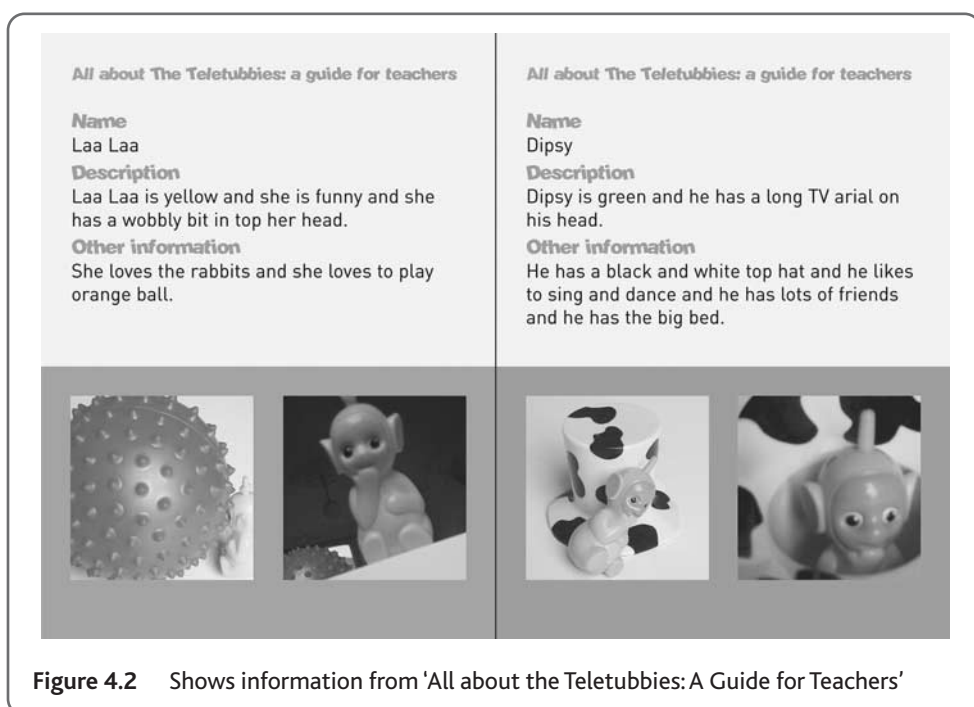 All about The Teletubbies: a guide for teachers
Name
Laa Laa
Description
Laa Laa is yellow and she is funny and she
has a wobbly bit in top her head.
Other information
She loves the rabbits and she loves to play
orange ball.
All about The Teletubbies: a guide for teachers
Name
Dipsy
Description
Dipsy is green and he has a long TV arial on
his head.
Other information
He has a black and white top hat and he likes
to sing and dance and he has lots of friends
and he has the big bed.
Figure 4.2 Shows information from ‘All about the Teletubbies: A Guide for Teachers’